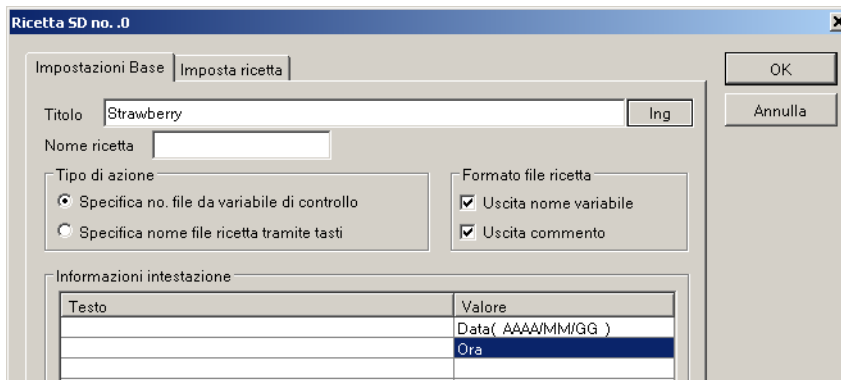 Ricetta SD no. .0
Impostazioni Base Imposta ricetta
OK
Titolo Strawberry Ing
Annulla
Nome ricetta
Tipo di azione
Formato file ricetta
Specifica no. file da variabile di controllo
Uscita nome variabile
Specifica nome file ricetta tramite tasti
Uscita commento
Informazioni intestazione
Testo Valore
Data( AAAA/MM/GG )
Ora